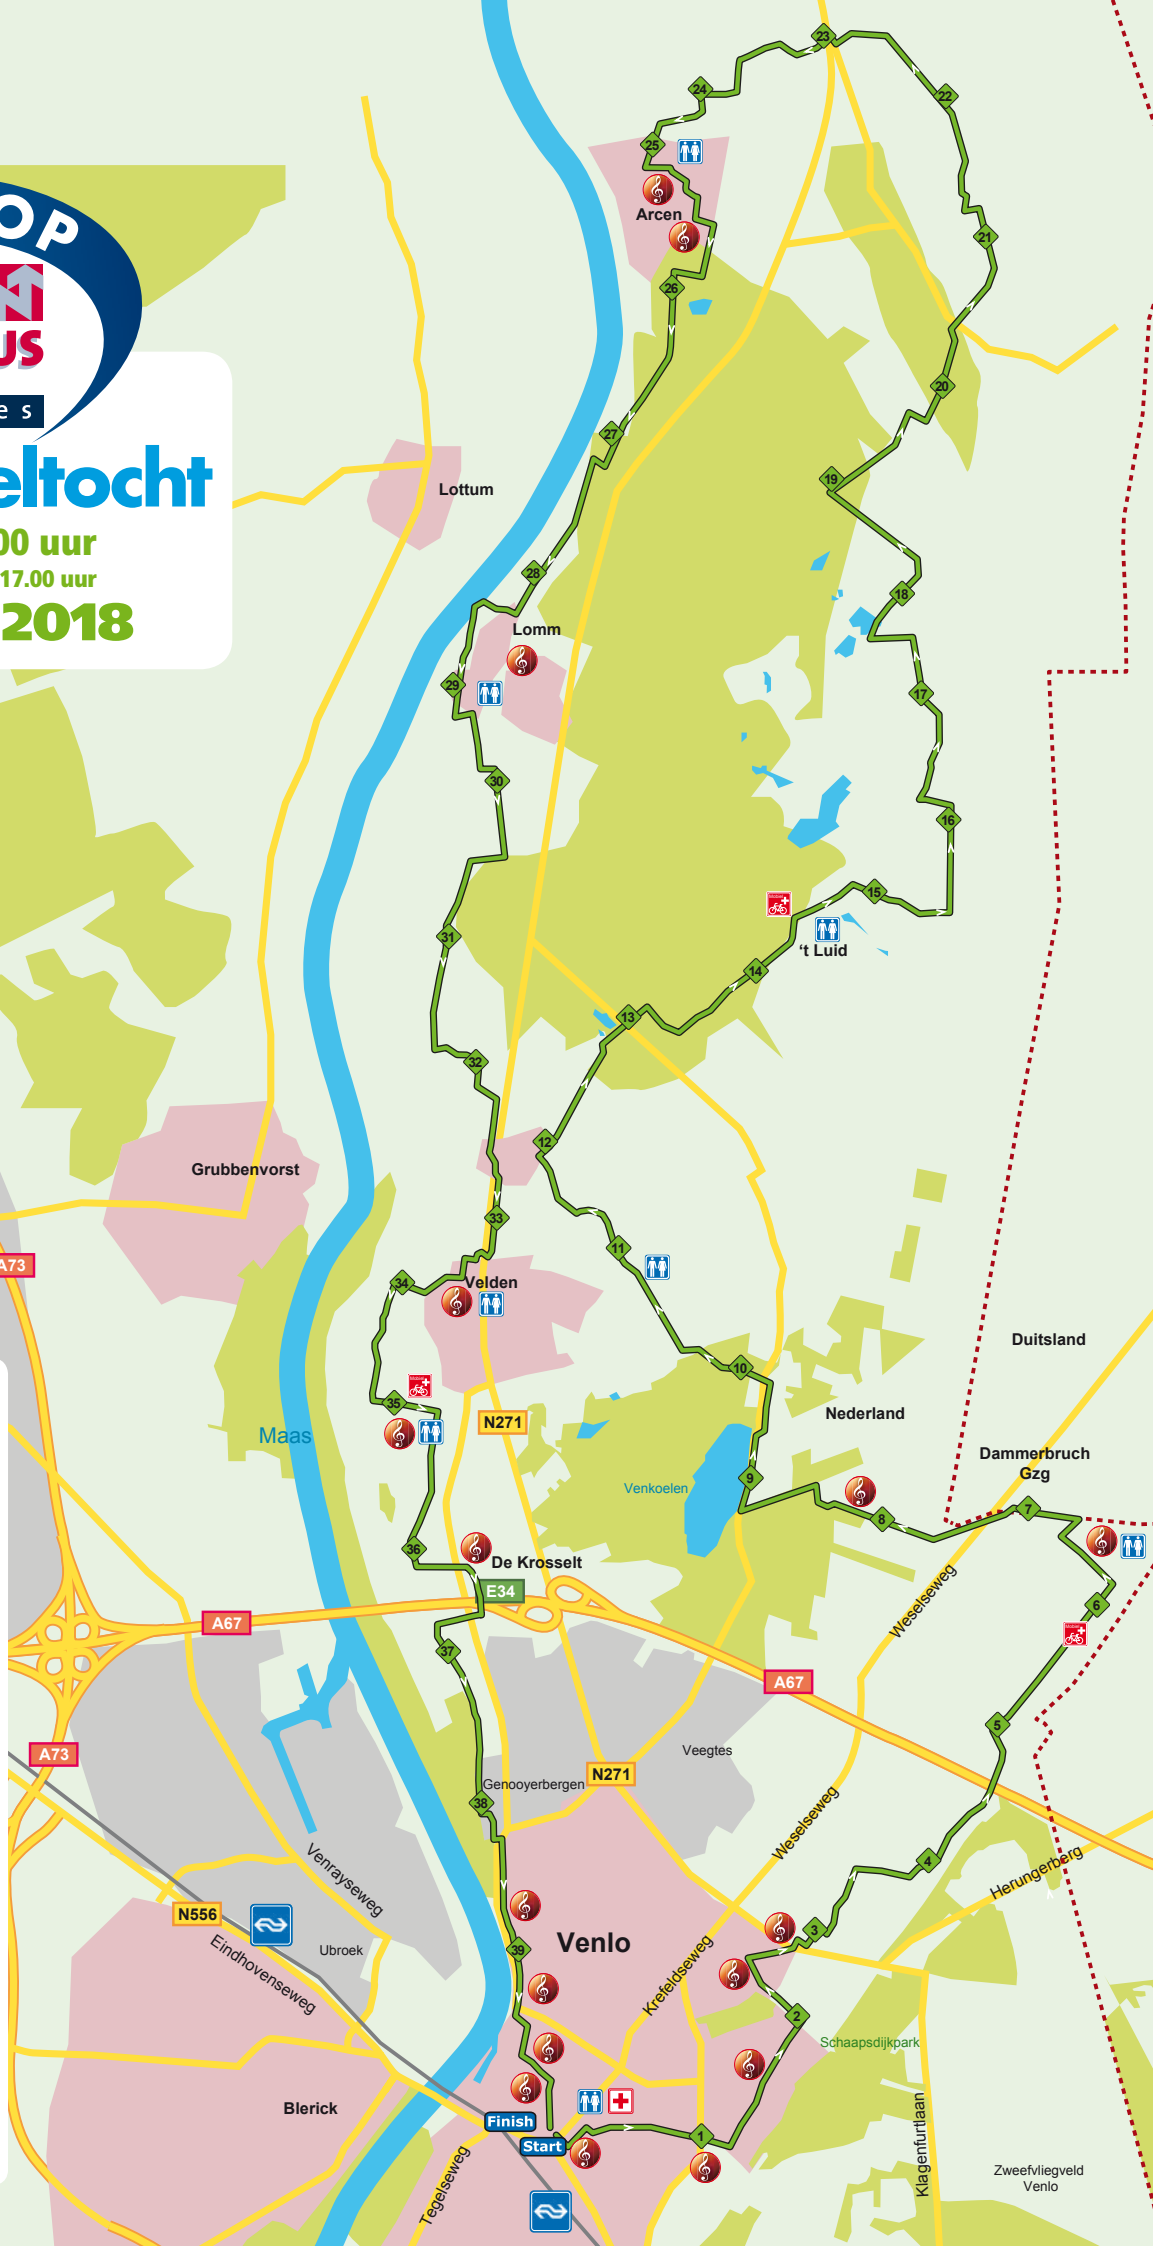 OP
N
US
es
eltocht
00 uur
17.00 uur
2018
23
24
22
25
Arcen
21
26
20
27
19
Lottum
28
18
Lomm
29
17
30
16
15
31
't Luid
14
13
32
12
Grubbenvorst
33
11
A73
34
Velden
Duitsland
10
35
N271
Nederland
Maas
Dammerbruch
Gzg
9
Venkoelen
7
8
36
De Krosselt
E34
6
Weselseweg
A67
37
A67
5
Veegtes
A73
N271
Genooyerbergen
38
Weselseweg
4
Herungerberg
Venrayseweg
N556
3
39
Venlo
Ubroek
Eindhovenseweg
Krefeldseweg
2
Schaapsdijkpark
Blerick
Finish
1
Start
Klagenfurtlaan
Tegelseweg
Zweefvliegveld
Venlo